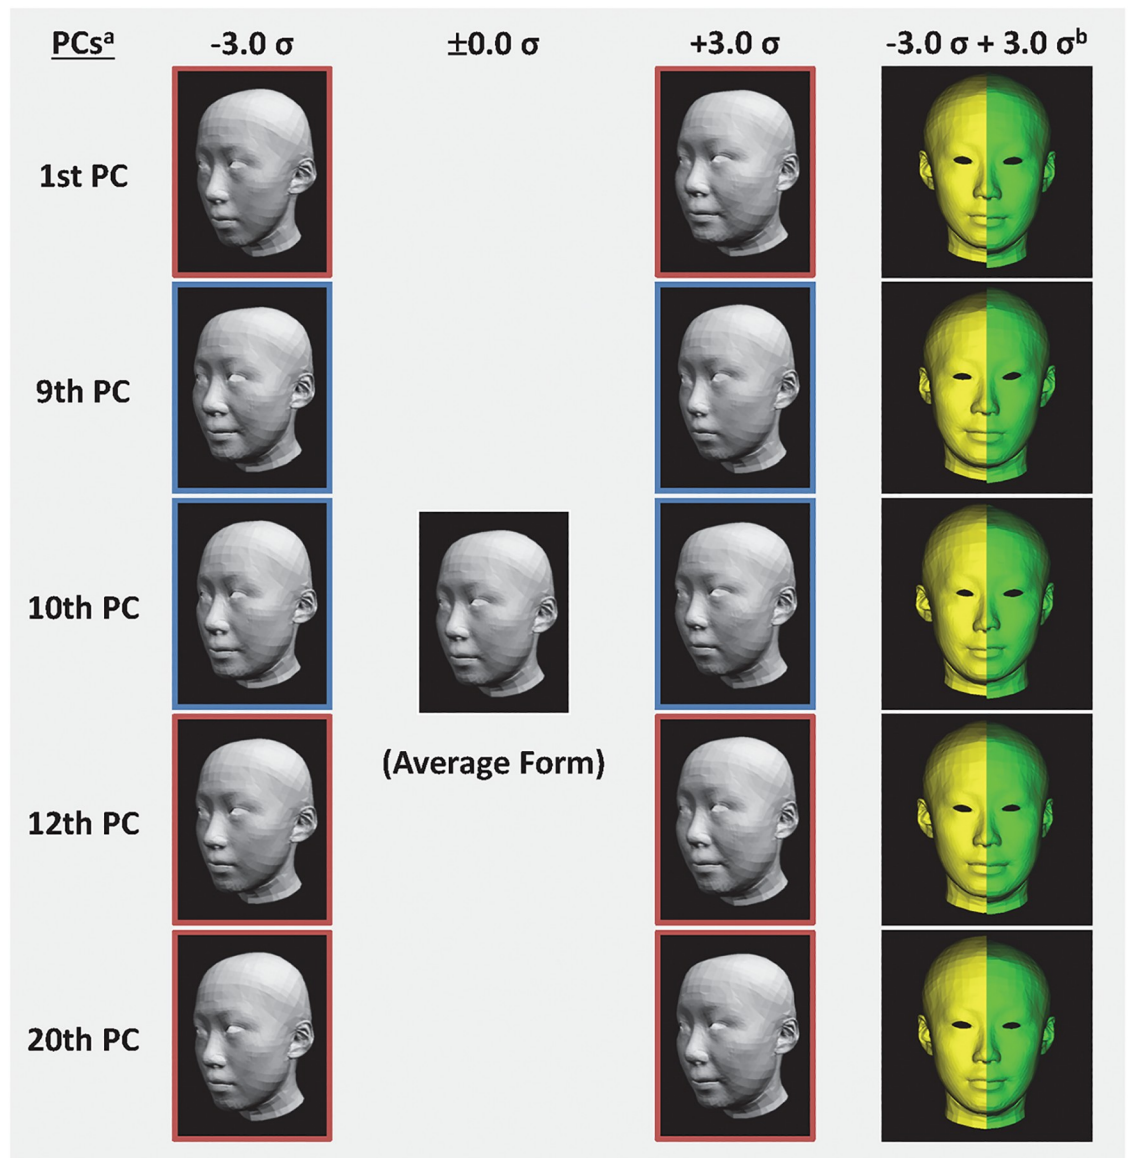 PCsᵃ -3.0 σ ±0.0 σ +3.0 σ -3.0 σ + 3.0 σᵇ
1st PC
9th PC
10th PC
(Average Form)
12th PC
20th PC